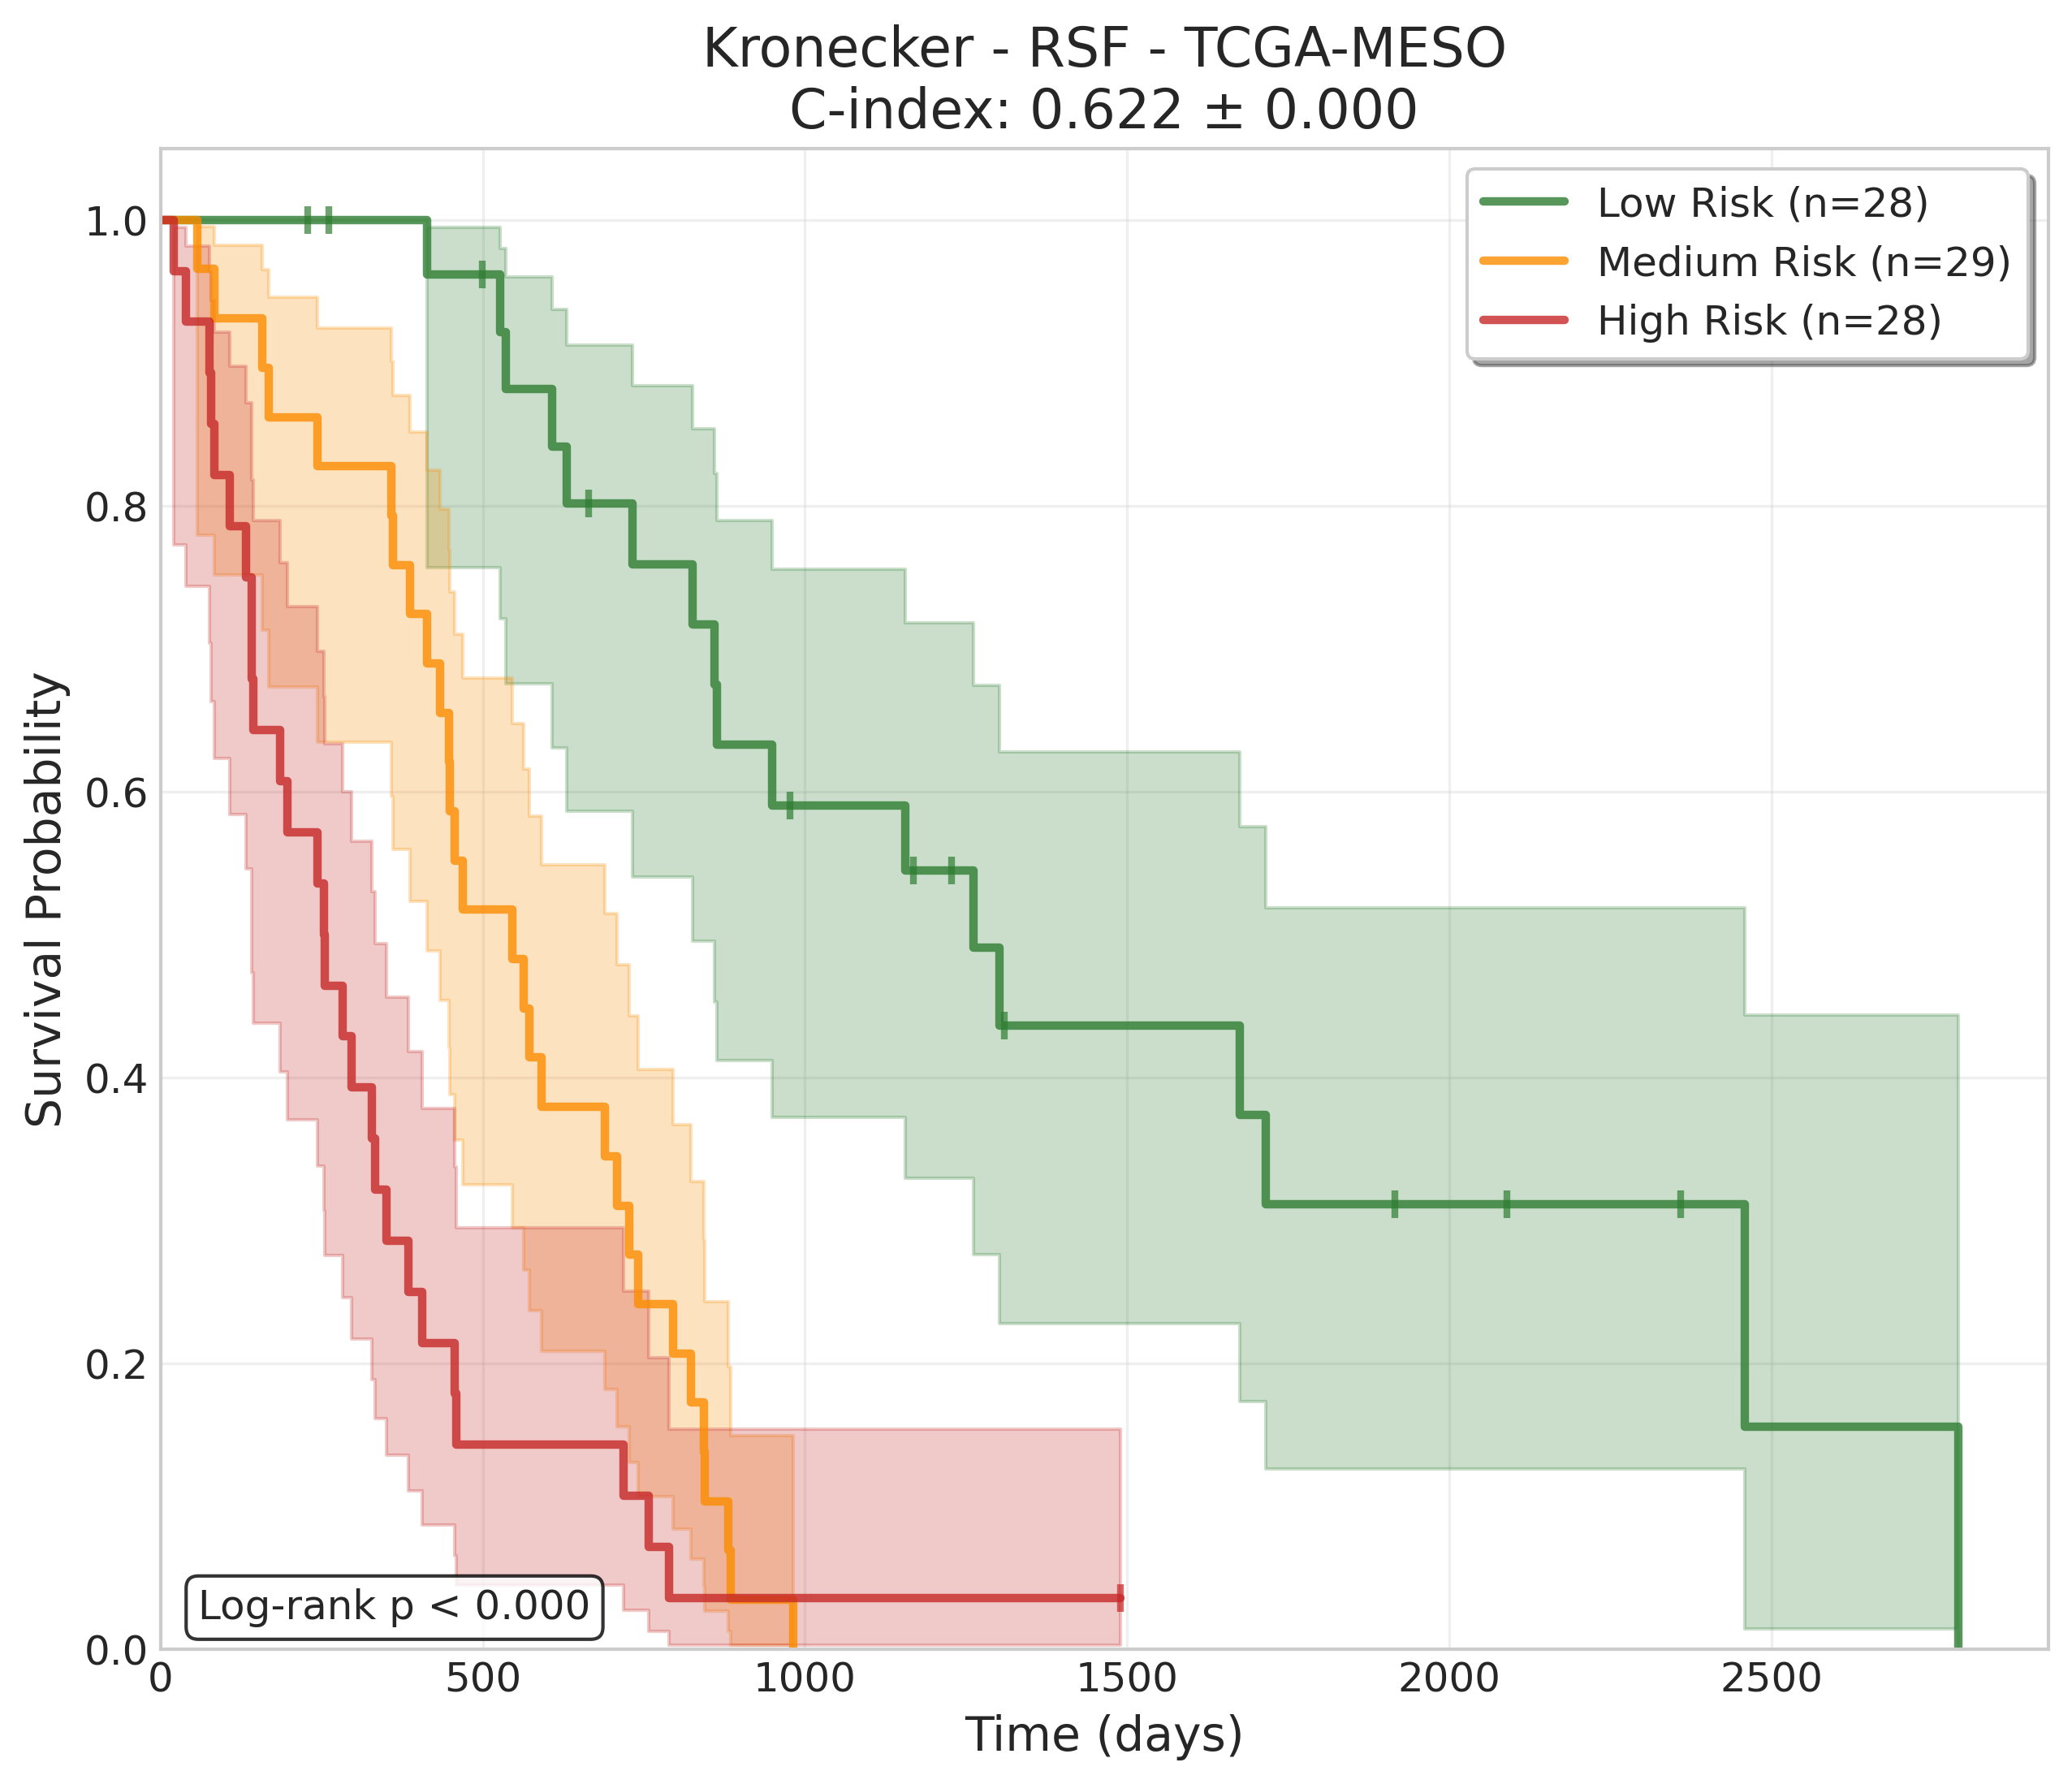 Kronecker - RSF - TCGA-MESO
C-index: 0.622 ± 0.000
Low Risk (n=28)
Medium Risk (n=29)
High Risk (n=28)
Survival Probability
1.0
0.8
0.6
0.4
0.2
0.0
Log-rank p < 0.000
0 500 1000 1500 2000 2500
Time (days)